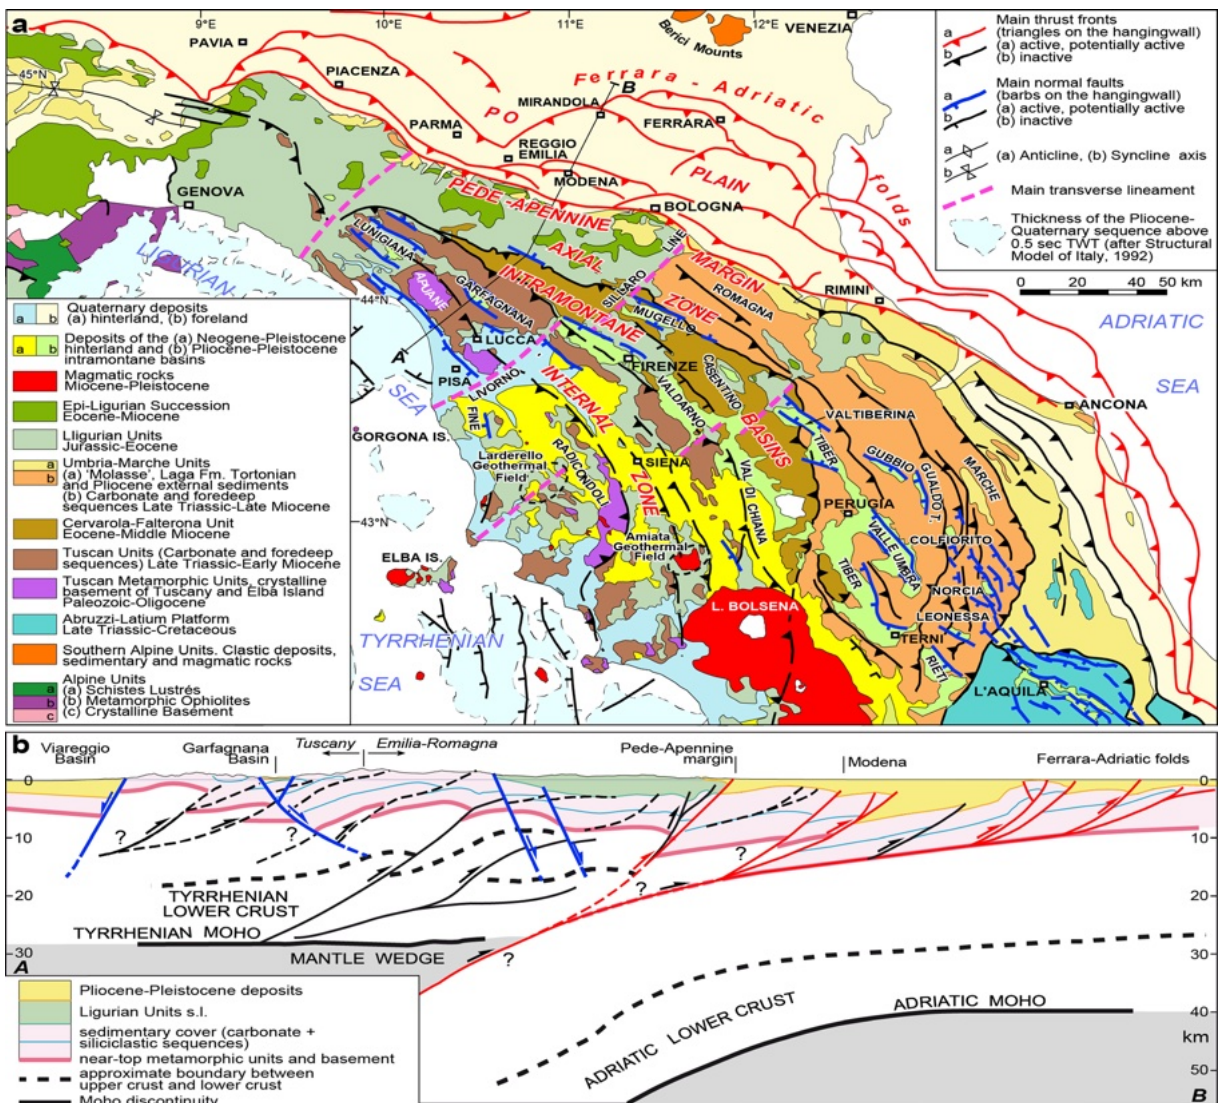 a
9°E
10°E
11°E
12°E
VENEZIA
Berici Mounts
PAVIA
45°N
PIACENZA
Ferrara - Adriatic
folds
B
MIRANDOLA
PO
PLAIN
PARMA
FERRARA
REGGIO
EMILIA
MODENA
GENOVA
PEDE-APENNINE
MARGIN
ZONE
BOLOGNA
LIGURIAN
SEA
LUNIGIANA
AXIAL
SILLARO
LINE
ROMAGNA
RIMINI
APUANE
GARFAGNANA
INTRAMONTANE
BASINS
MUGELLO
44°N
ADRIATIC
SEA
A
LUCCA
FIRENZE
PISA
LIVORNO
INTERNAL
ZONE
CASENTINO
VALDARNO
ANCONA
FINE
VALTIBERINA
GORGONA IS.
RADICONDOLI
SIENA
TIBER
GUBBIO
GUALDO T.
MARCHE
Larderello
Geothermal
Field
VAL DI CHIANA
PERUGIA
43°N
Amiata
Geothermal
Field
COLFIORITO
VALLE UMBRA
ELBA IS.
TIBER
NORCIA
L. BOLSENA
LEONESSA
TYRRHENIAN
SEA
TERNI
RIETI
L'AQUILA
a
b
Main thrust fronts
(triangles on the hangingwall)
(a) active, potentially active
(b) inactive
a
b
Main normal faults
(barbs on the hangingwall)
(a) active, potentially active
(b) inactive
a
b
(a) Anticline, (b) Syncline axis
Main transverse lineament
Thickness of the Pliocene-
Quaternary sequence above
0.5 sec TWT (after Structural
Model of Italy, 1992)
0 10 20 50 km
a b
Quaternary deposits
(a) hinterland, (b) foreland
a b
Deposits of the (a) Neogene-Pleistocene
hinterland and (b) Pliocene-Pleistocene
intramontane basins
Magmatic rocks
Miocene-Pleistocene
Epi-Ligurian Succession
Eocene-Miocene
Lligurian Units
Jurassic-Eocene
a
b
Umbria-Marche Units
(a) 'Molasse', Laga Fm. Tortonian
and Pliocene external sediments
(b) Carbonate and foredeep
sequences Late Triassic-Late Miocene
Cervarola-Falterona Unit
Eocene-Middle Miocene
Tuscan Units (Carbonate and foredeep
sequences) Late Triassic-Early Miocene
Tuscan Metamorphic Units, crystalline
basement of Tuscany and Elba Island
Paleozoic-Oligocene
Abruzzi-Latium Platform
Late Triassic-Cretaceous
Southern Alpine Units. Clastic deposits,
sedimentary and magmatic rocks
a
b
c
Alpine Units
(a) Schistes Lustrés
(b) Metamorphic Ophiolites
(c) Crystalline Basement
b
Viareggio
Basin
Garfagnana
Basin
Tuscany
Emilia-Romagna
Pede-Apennine
margin
Modena
Ferrara-Adriatic folds
0
10
20
30
0
10
20
30
40
km
50
?
?
?
?
?
TYRRHENIAN
LOWER CRUST
TYRRHENIAN MOHO
MANTLE WEDGE
A
ADRIATIC LOWER CRUST
ADRIATIC MOHO
B
Pliocene-Pleistocene deposits
Ligurian Units s.l.
sedimentary cover (carbonate +
siliciclastic sequences)
near-top metamorphic units and basement
approximate boundary between
upper crust and lower crust
Moho discontinuity